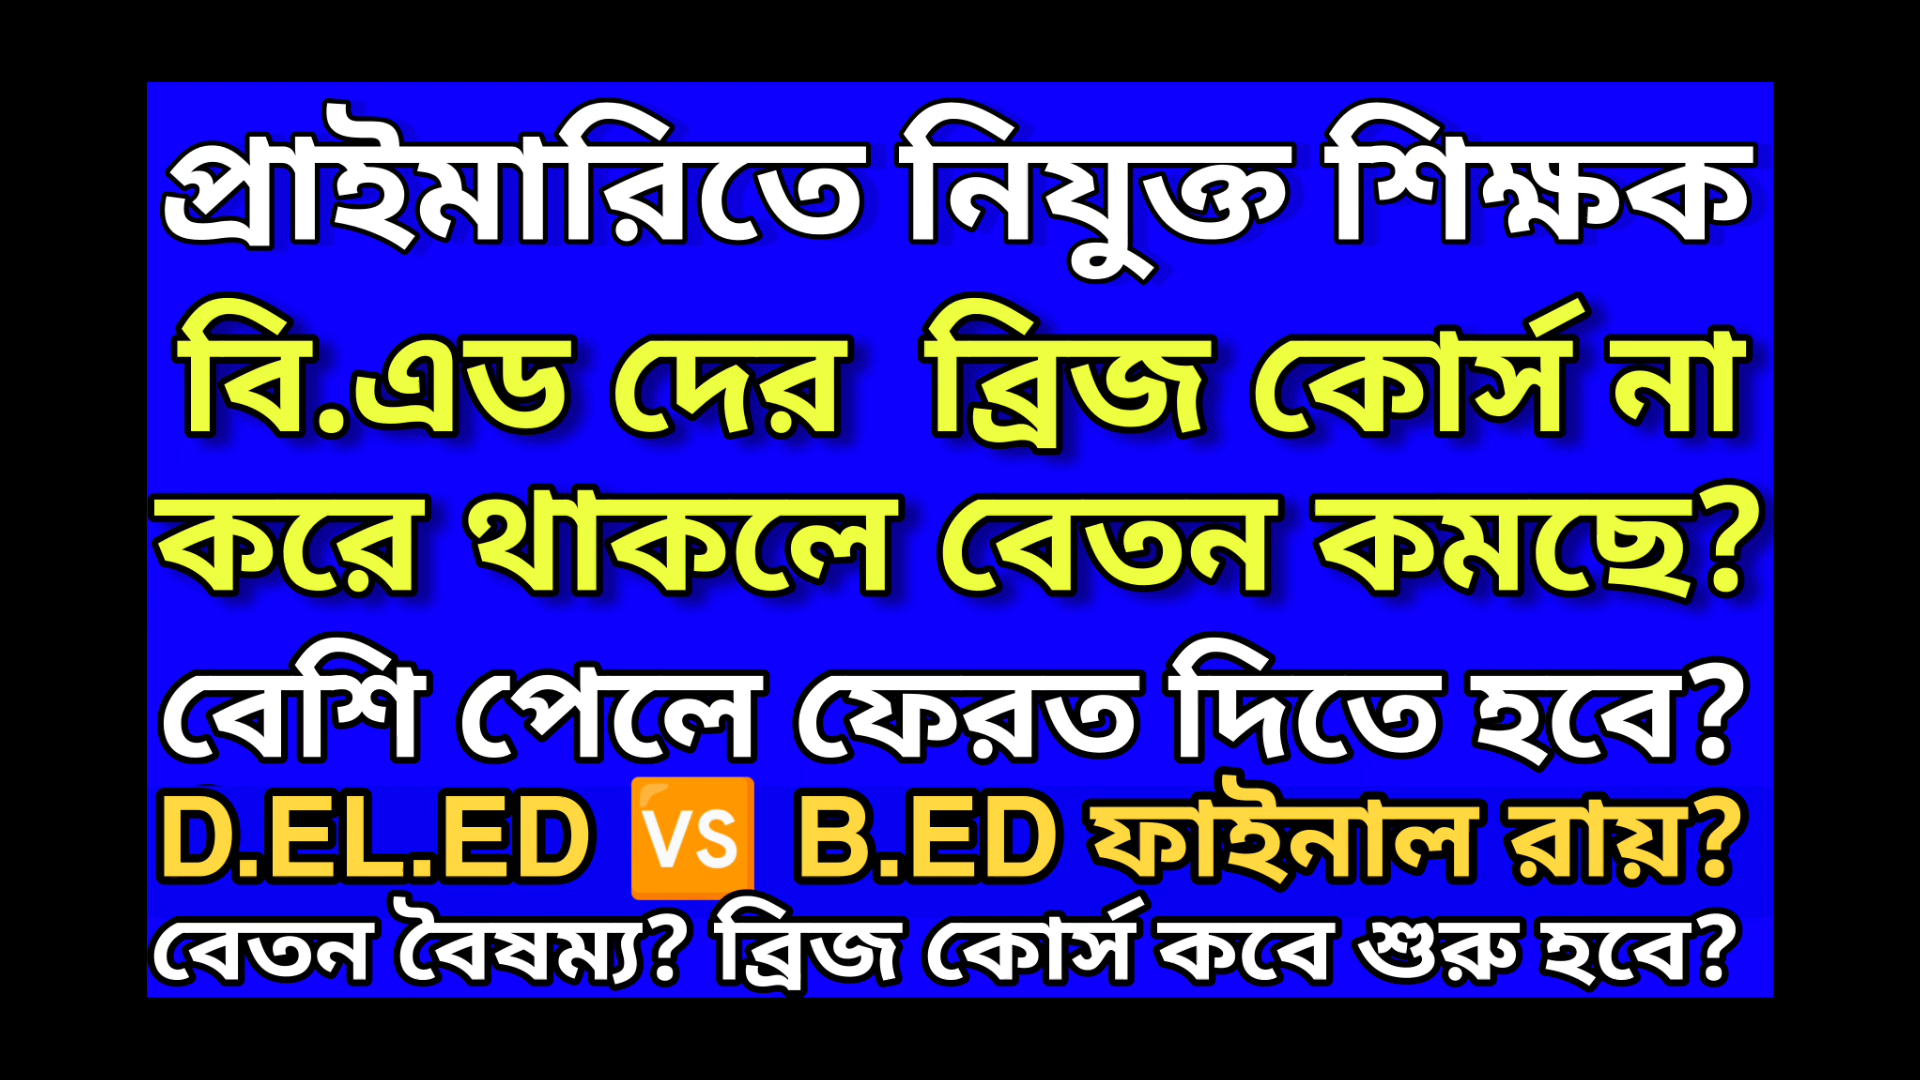 প্রাইমারিতে নিযুক্ত শিক্ষক
বি.এড দের ব্রিজ কোর্স না
করে থাকলে বেতন কমছে?
বেশি পেলে ফেরত দিতে হবে?
D.EL.ED 🆚 B.ED ফাইনাল রায়?
বেতন বৈষম্য? ব্রিজ কোর্স কবে শুরু হবে?